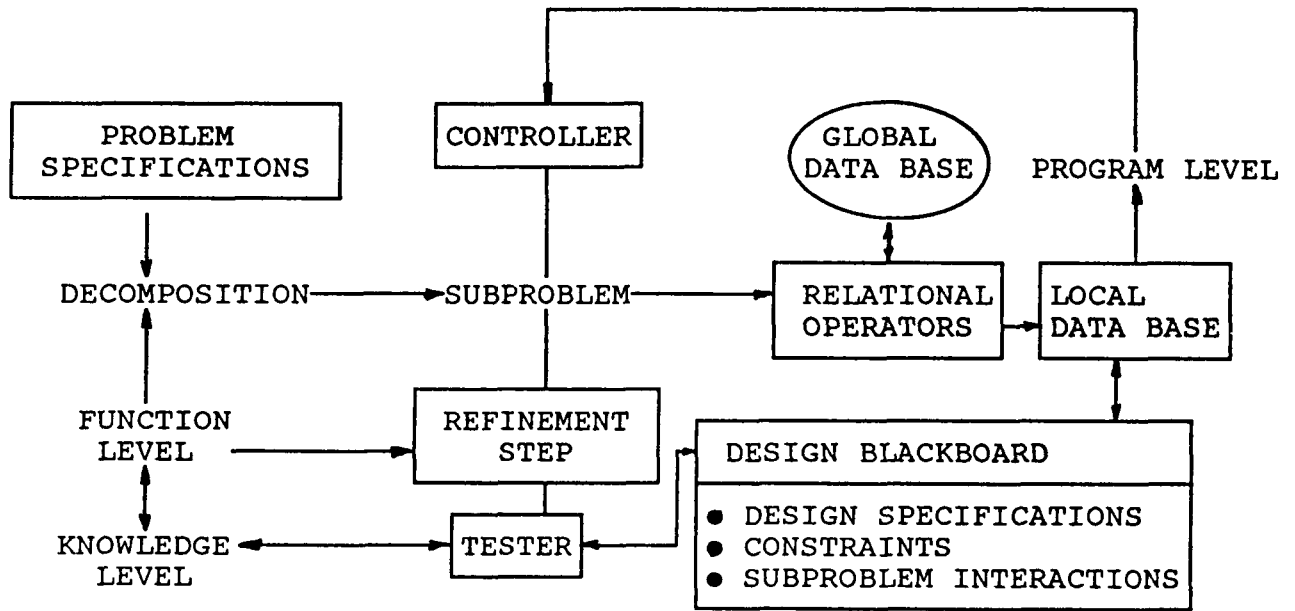 PROBLEM
SPECIFICATIONS
CONTROLLER
GLOBAL
DATA BASE
PROGRAM LEVEL
DECOMPOSITION
SUBPROBLEM
RELATIONAL
OPERATORS
LOCAL
DATA BASE
FUNCTION
LEVEL
REFINEMENT
STEP
DESIGN BLACKBOARD
● DESIGN SPECIFICATIONS
● CONSTRAINTS
● SUBPROBLEM INTERACTIONS
KNOWLEDGE
LEVEL
TESTER